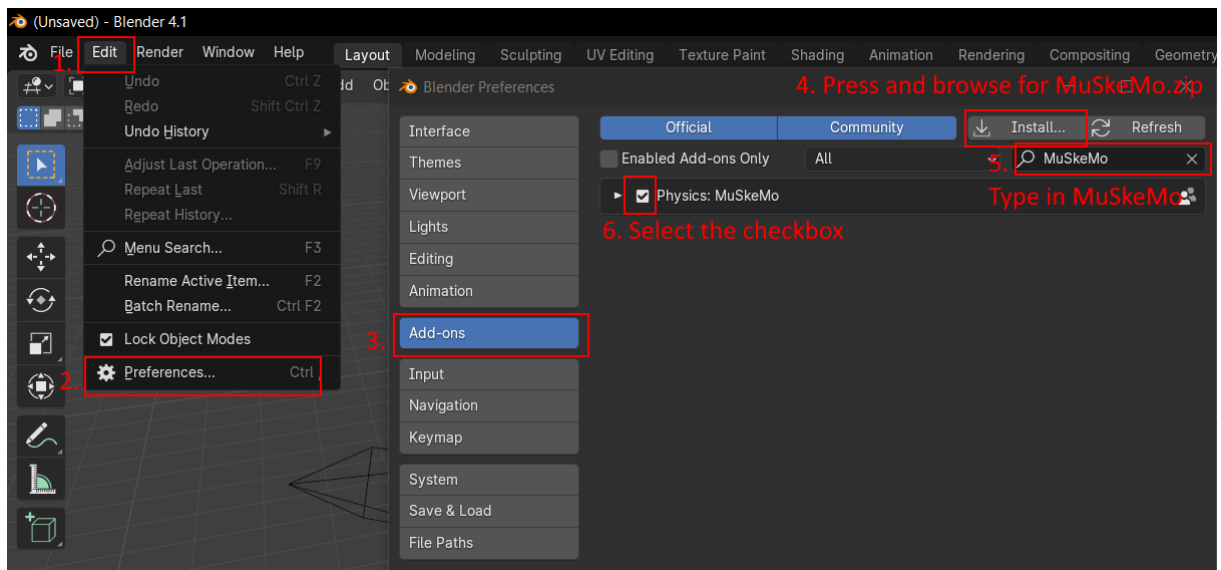 (Unsaved) - Blender 4.1
File Edit Render Window Help Layout Modeling Sculpting UV Editing Texture Paint Shading Animation Rendering Compositing Geometry
1.
Undo Ctrl Z
Redo Shift Ctrl Z
Undo History
Adjust Last Operation... F9
Repeat Last Shift R
Repeat History...
Menu Search... F3
Rename Active Item... F2
Batch Rename... Ctrl F2
Lock Object Modes
2. Preferences... Ctrl ,
dd Ob
Blender Preferences
4. Press and browse for MuSkeMo.zip
Interface
Themes
Viewport
Lights
Editing
Animation
3. Add-ons
Input
Navigation
Keymap
System
Save & Load
File Paths
Official Community Install... Refresh
Enabled Add-ons Only All 5. MuSkeMo
Physics: MuSkeMo
Type in MuSkeMo
6. Select the checkbox